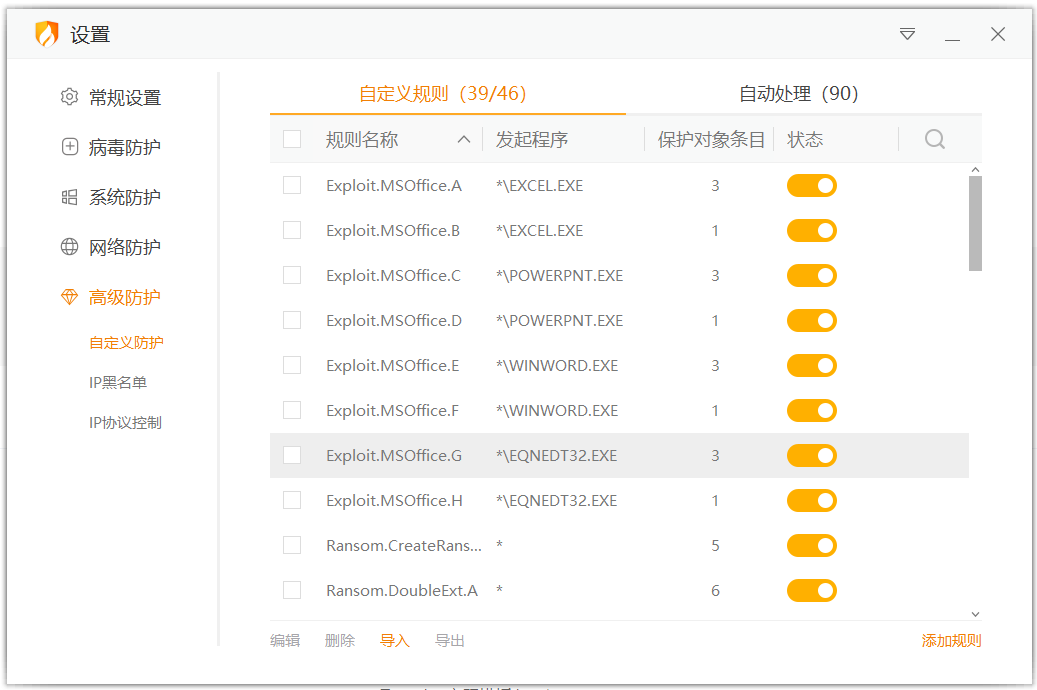 设置
常规设置
病毒防护
系统防护
网络防护
高级防护
自定义防护
IP黑名单
IP协议控制
自定义规则（39/46） 自动处理（90）
规则名称 发起程序 保护对象条目 状态
Exploit.MSOffice.A *\EXCEL.EXE 3
Exploit.MSOffice.B *\EXCEL.EXE 1
Exploit.MSOffice.C *\POWERPNT.EXE 3
Exploit.MSOffice.D *\POWERPNT.EXE 1
Exploit.MSOffice.E *\WINWORD.EXE 3
Exploit.MSOffice.F *\WINWORD.EXE 1
Exploit.MSOffice.G *\EQNEDT32.EXE 3
Exploit.MSOffice.H *\EQNEDT32.EXE 1
Ransom.CreateRans... * 5
Ransom.DoubleExt.A * 6
编辑 删除 导入 导出 添加规则